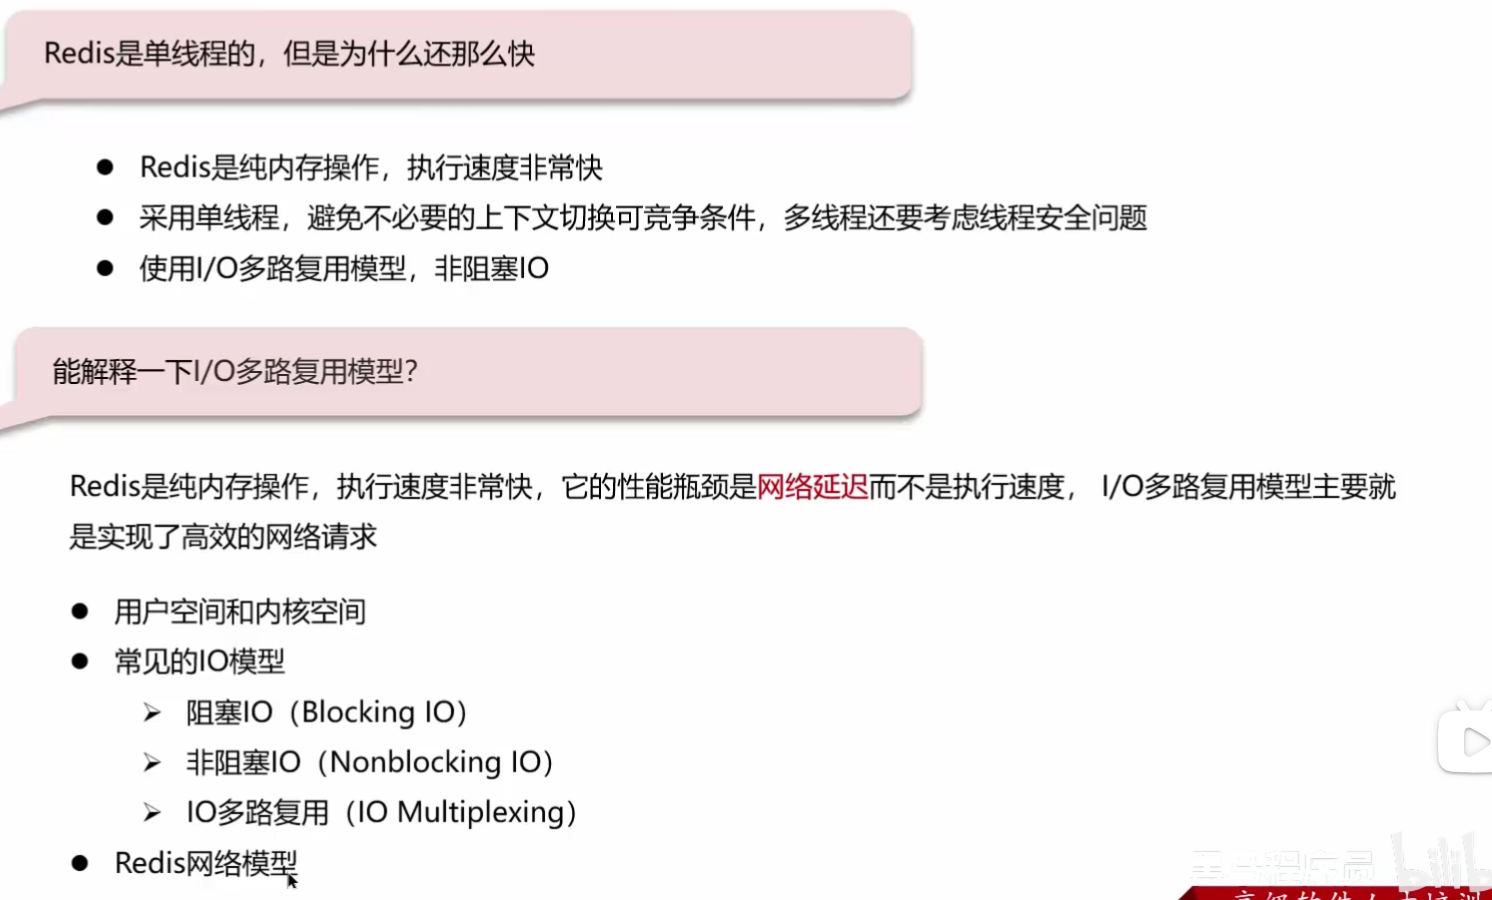 Redis是单线程的，但是为什么还那么快
● Redis是纯内存操作，执行速度非常快
● 采用单线程，避免不必要的上下文切换可竞争条件，多线程还要考虑线程安全问题
● 使用I/O多路复用模型，非阻塞IO
能解释一下I/O多路复用模型？
Redis是纯内存操作，执行速度非常快，它的性能瓶颈是网络延迟而不是执行速度， I/O多路复用模型主要就
是实现了高效的网络请求
● 用户空间和内核空间
● 常见的IO模型
➢ 阻塞IO（Blocking IO）
➢ 非阻塞IO（Nonblocking IO）
➢ IO多路复用（IO Multiplexing）
● Redis网络模型